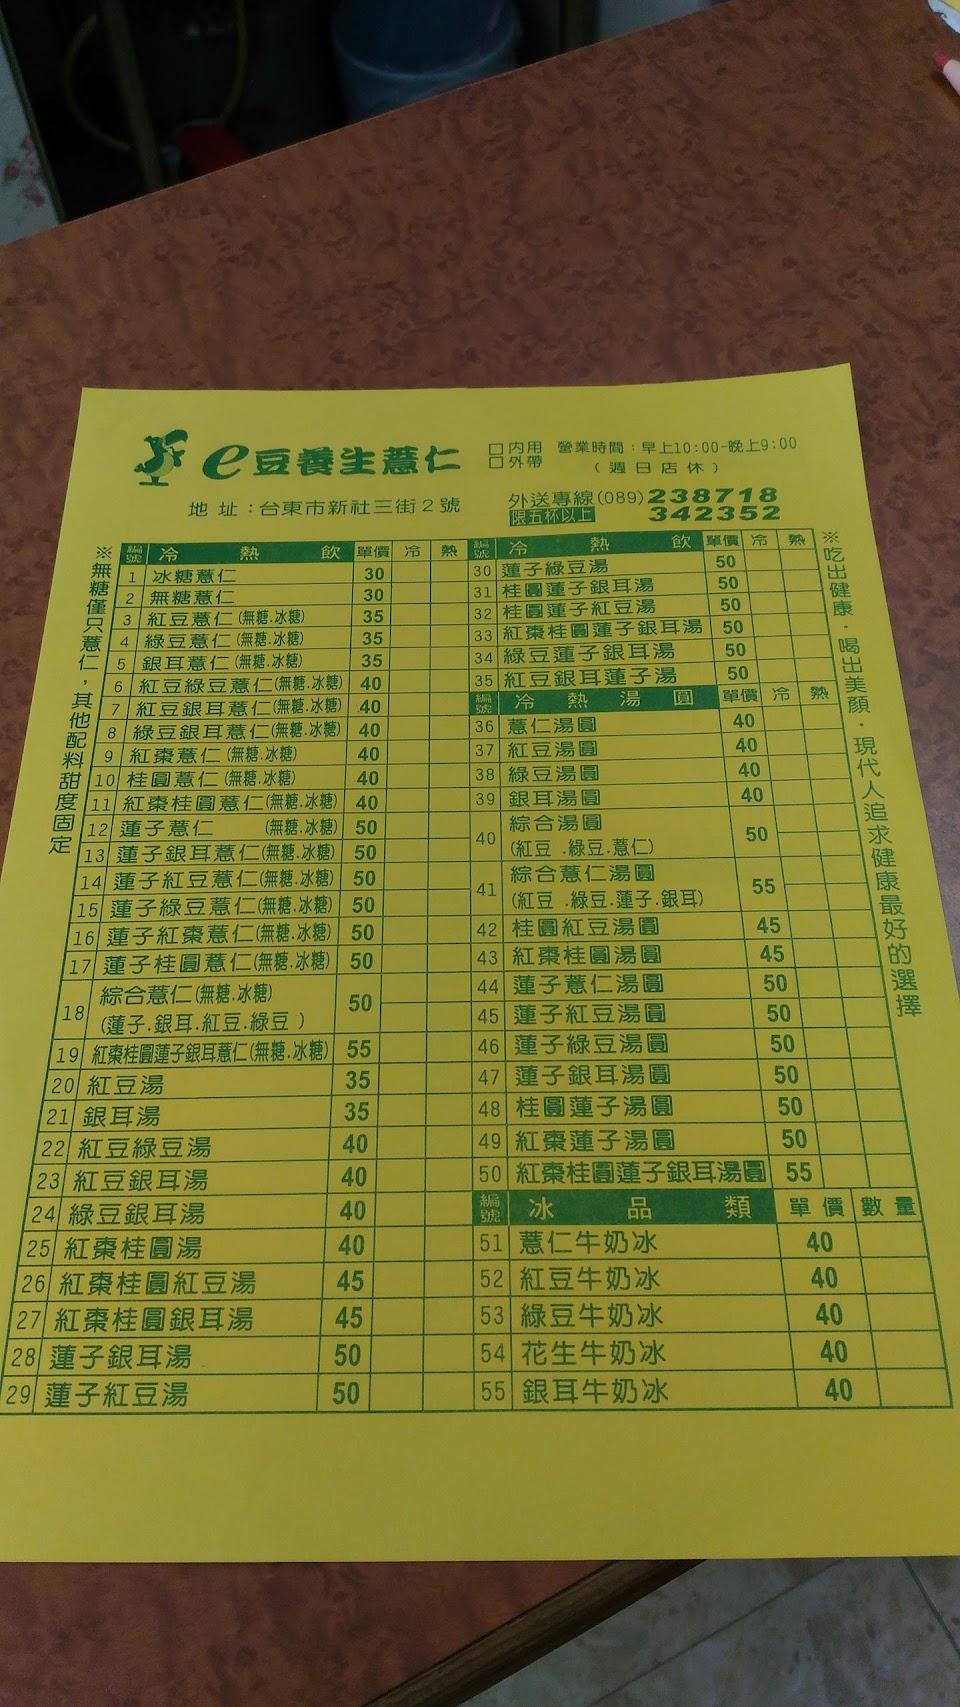 e豆養生薏仁
□內用
□外帶
營業時間：早上10:00-晚上9:00
(週日店休)
地址：台東市新社三街2號
外送專線(089)238718
限五杯以上 342352
※無糖僅只薏仁，其他配料甜度固定
編號 冷熱飲 單價 冷 熱
1 冰糖薏仁 30
2 無糖薏仁 30
3 紅豆薏仁(無糖.冰糖) 35
4 綠豆薏仁(無糖.冰糖) 35
5 銀耳薏仁(無糖.冰糖) 35
6 紅豆綠豆薏仁(無糖.冰糖) 40
7 紅豆銀耳薏仁(無糖.冰糖) 40
8 綠豆銀耳薏仁(無糖.冰糖) 40
9 紅棗薏仁(無糖.冰糖) 40
10 桂圓薏仁(無糖.冰糖) 40
11 紅棗桂圓薏仁(無糖.冰糖) 40
12 蓮子薏仁 (無糖.冰糖) 50
13 蓮子銀耳薏仁(無糖.冰糖) 50
14 蓮子紅豆薏仁(無糖.冰糖) 50
15 蓮子綠豆薏仁(無糖.冰糖) 50
16 蓮子紅棗薏仁(無糖.冰糖) 50
17 蓮子桂圓薏仁(無糖.冰糖) 50
18 綜合薏仁(無糖.冰糖) 50
(蓮子.銀耳.紅豆.綠豆)
19 紅棗桂圓蓮子銀耳薏仁(無糖.冰糖) 55
20 紅豆湯 35
21 銀耳湯 35
22 紅豆綠豆湯 40
23 紅豆銀耳湯 40
24 綠豆銀耳湯 40
25 紅棗桂圓湯 40
26 紅棗桂圓紅豆湯 45
27 紅棗桂圓銀耳湯 45
28 蓮子銀耳湯 50
29 蓮子紅豆湯 50
編號 冷熱飲 單價 冷 熱
30 蓮子綠豆湯 50
31 桂圓蓮子銀耳湯 50
32 桂圓蓮子紅豆湯 50
33 紅棗桂圓蓮子銀耳湯 50
34 綠豆蓮子銀耳湯 50
35 紅豆銀耳蓮子湯 50
編號 冷熱湯圓 單價 冷 熱
36 薏仁湯圓 40
37 紅豆湯圓 40
38 綠豆湯圓 40
39 銀耳湯圓 40
40 綜合湯圓 50
(紅豆.綠豆.薏仁)
41 綜合薏仁湯圓 55
(紅豆.綠豆.蓮子.銀耳)
42 桂圓紅豆湯圓 45
43 紅棗桂圓湯圓 45
44 蓮子薏仁湯圓 50
45 蓮子紅豆湯圓 50
46 蓮子綠豆湯圓 50
47 蓮子銀耳湯圓 50
48 桂圓蓮子湯圓 50
49 紅棗蓮子湯圓 50
50 紅棗桂圓蓮子銀耳湯圓 55
編號 冰品類 單價 數量
51 薏仁牛奶冰 40
52 紅豆牛奶冰 40
53 綠豆牛奶冰 40
54 花生牛奶冰 40
55 銀耳牛奶冰 40
※吃出健康．喝出美顏．現代人追求健康最好的選擇